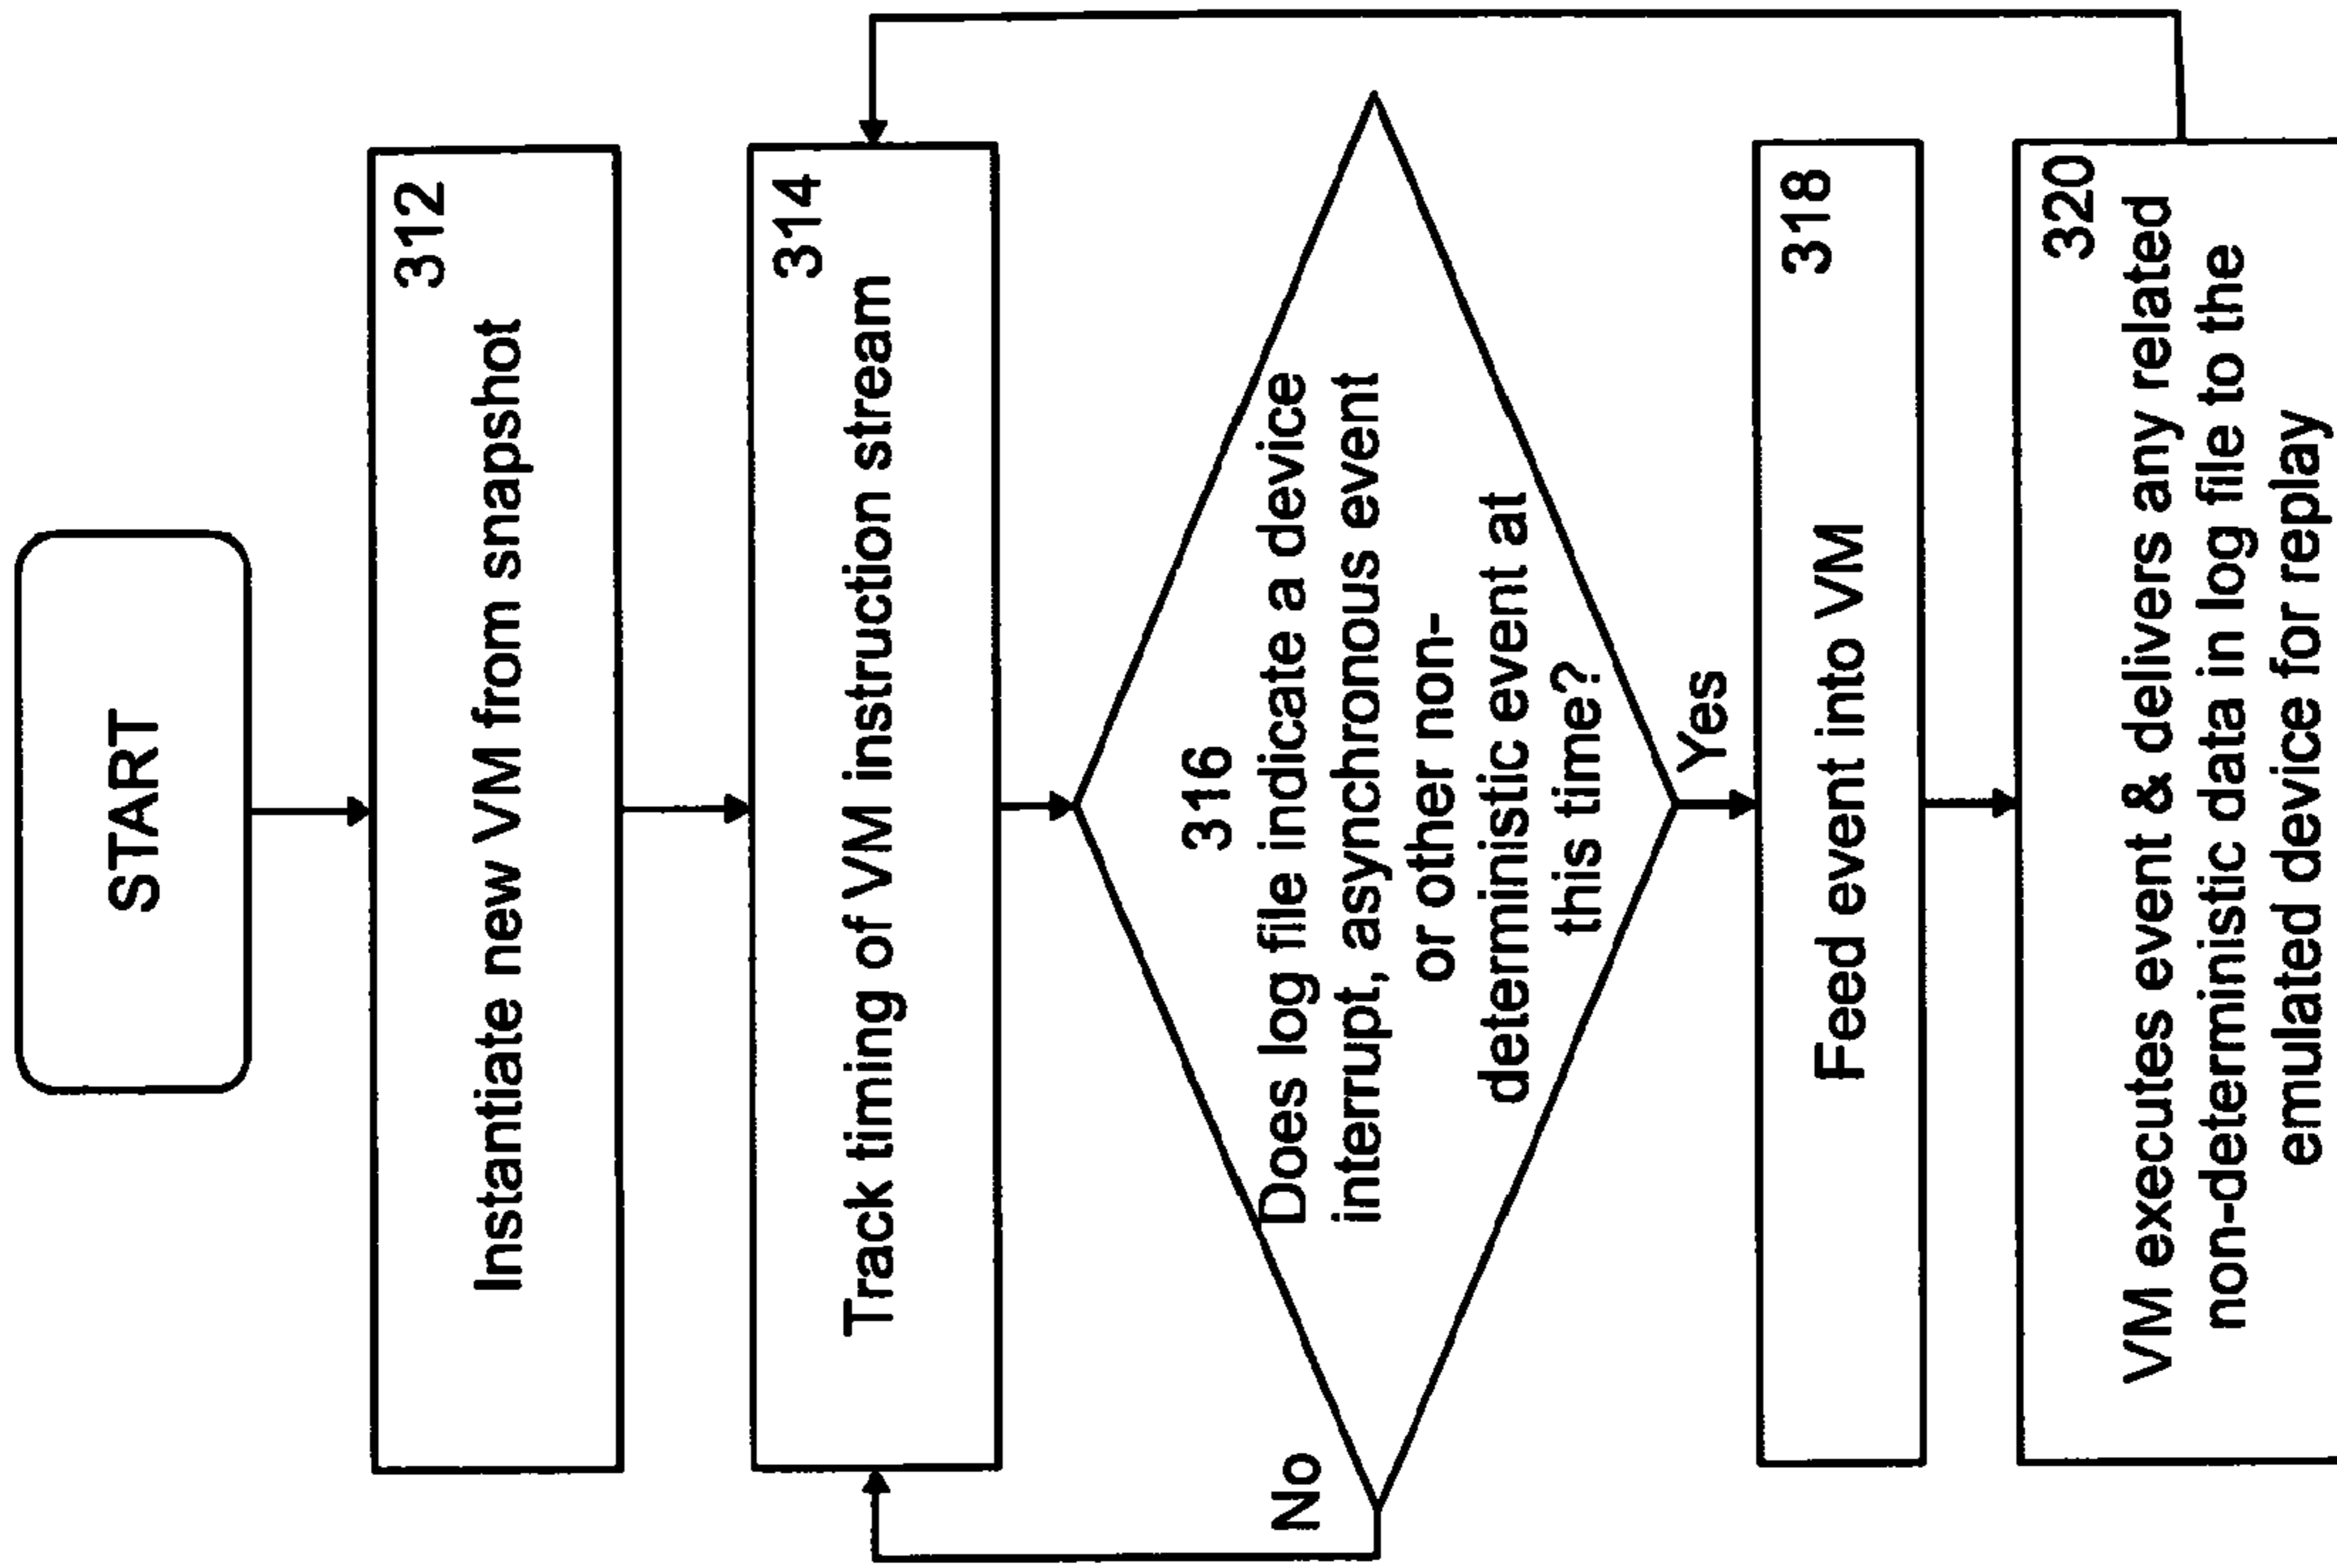 START
312
Instantiate new VM from snapshot
314
Track timing of VM instruction stream
316
Does log file indicate a device
interrupt, asynchronous event
or other non-
deterministic event at
this time?
No
Yes
318
Feed event into VM
320
VM executes event & delivers any related
non-deterministic data in log file to the
emulated device for replay